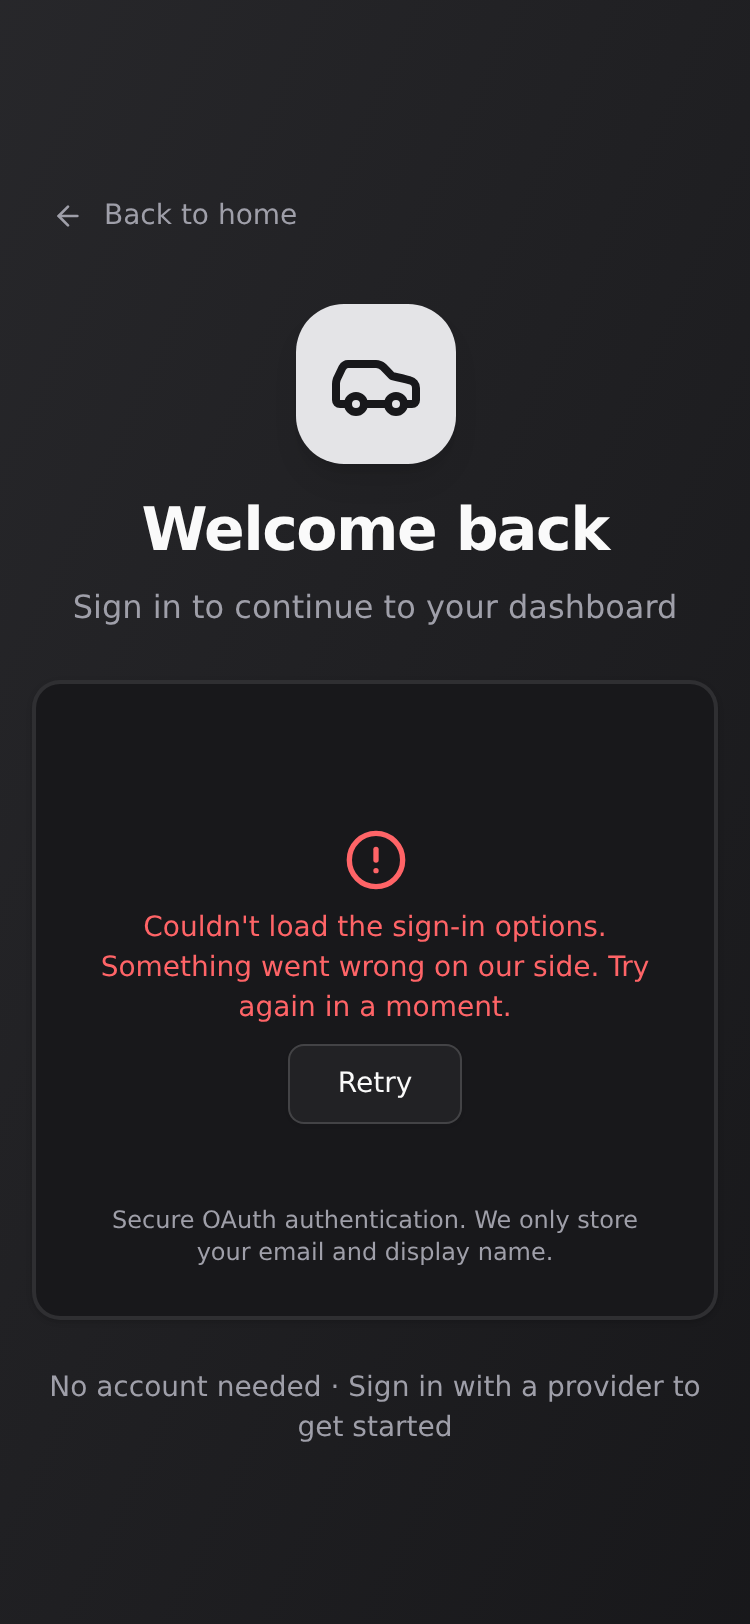 Back to home
Welcome back
Sign in to continue to your dashboard
Couldn't load the sign-in options.
Something went wrong on our side. Try
again in a moment.
Retry
Secure OAuth authentication. We only store
your email and display name.
No account needed · Sign in with a provider to
get started